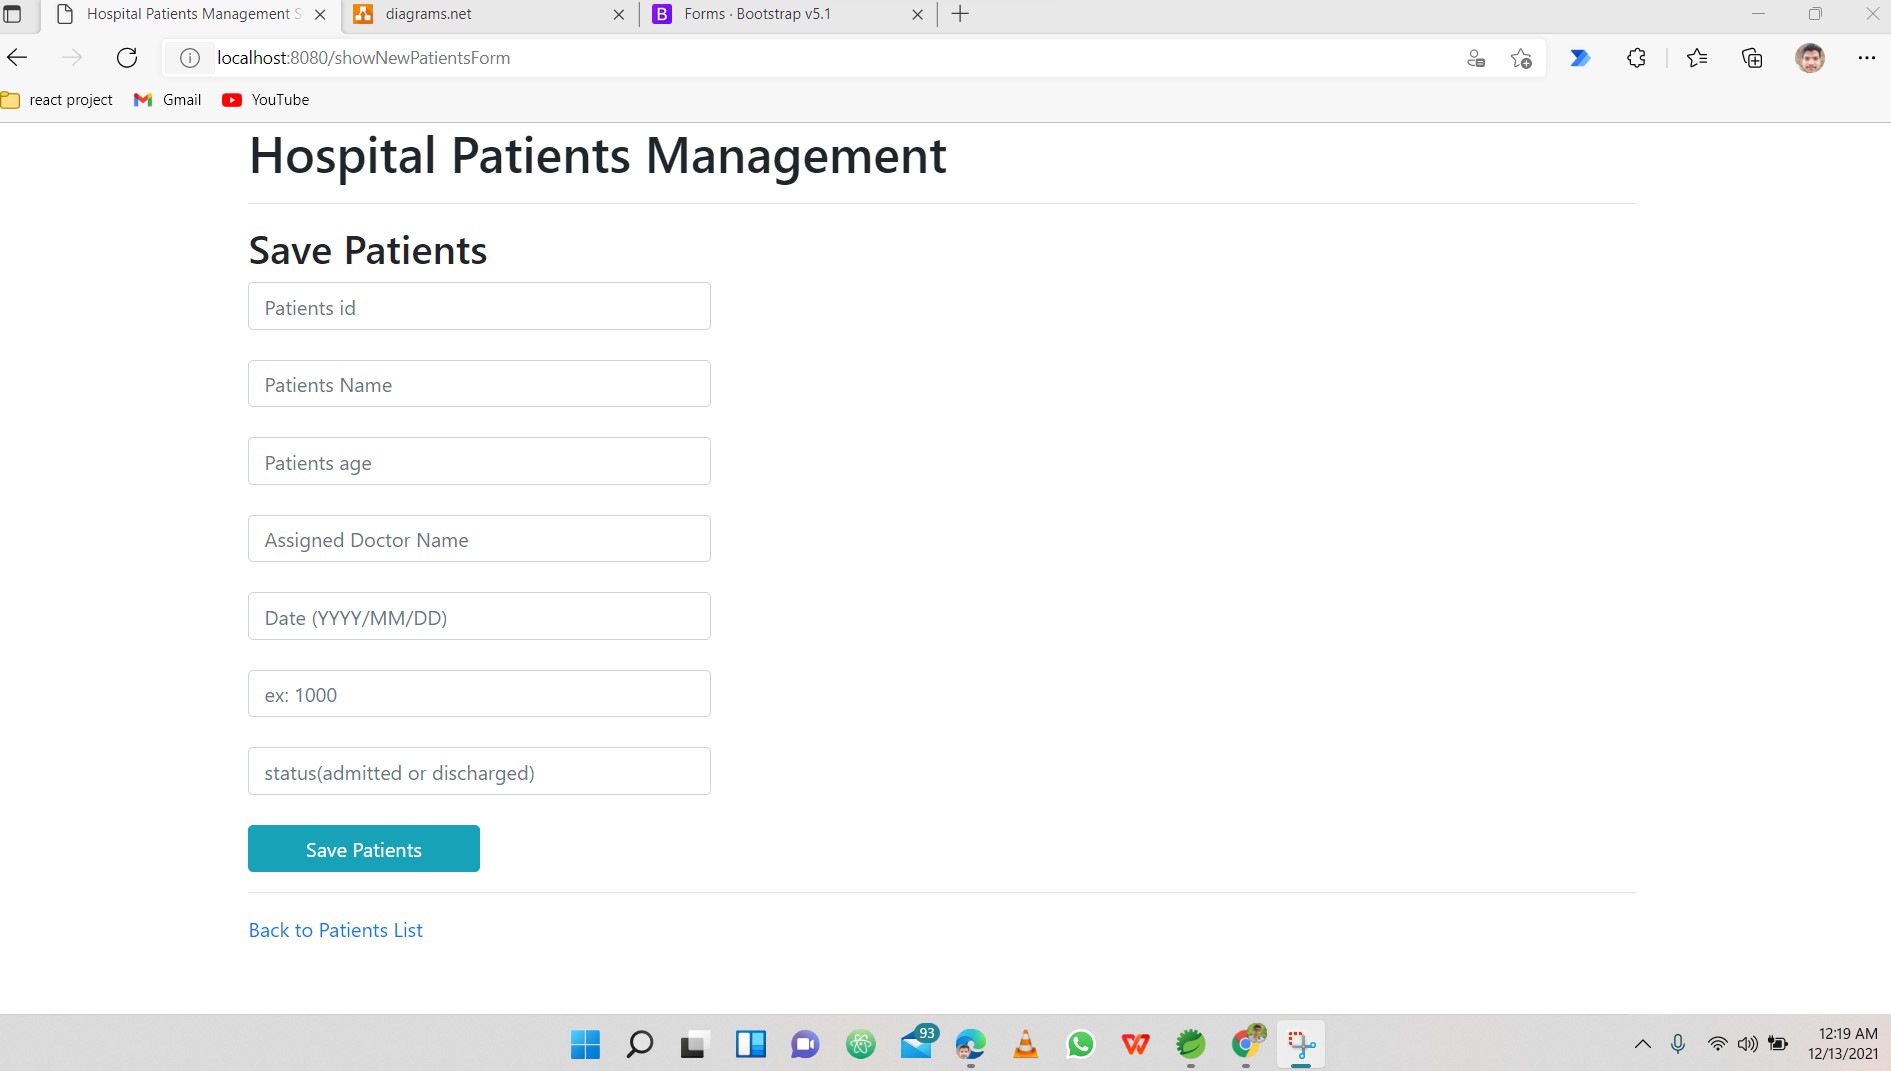 Hospital Patients Management S
diagrams.net
B
Forms · Bootstrap v5.1
localhost:8080/showNewPatientsForm
react project
Gmail
YouTube
Hospital Patients Management
Save Patients
Patients id
Patients Name
Patients age
Assigned Doctor Name
Date (YYYY/MM/DD)
ex: 1000
status(admitted or discharged)
Save Patients
Back to Patients List
93
12:19 AM
12/13/2021